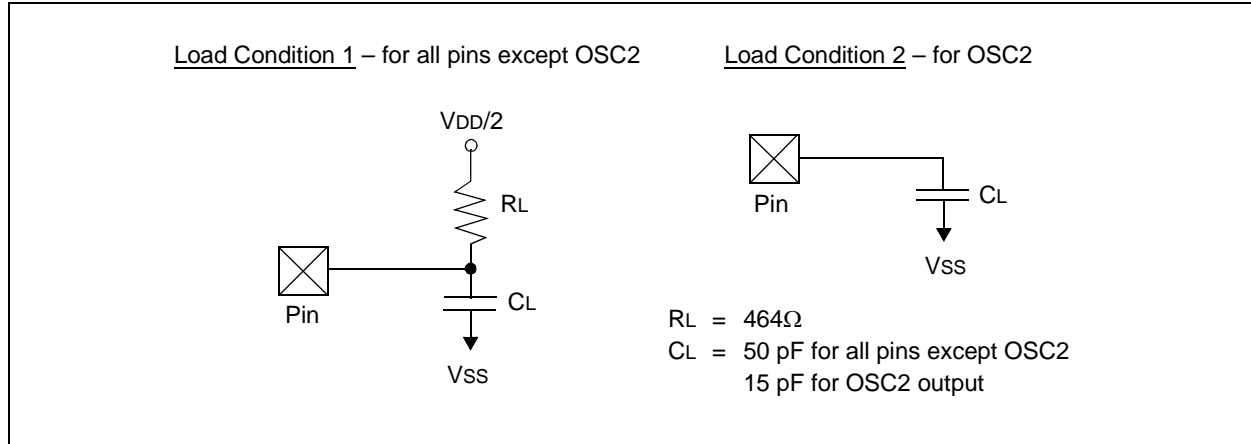 Load Condition 1 – for all pins except OSC2
Load Condition 2 – for OSC2
VDD/2
RL
Pin
CL
VSS
Pin
CL
VSS
RL = 464Ω
CL = 50 pF for all pins except OSC2
15 pF for OSC2 output